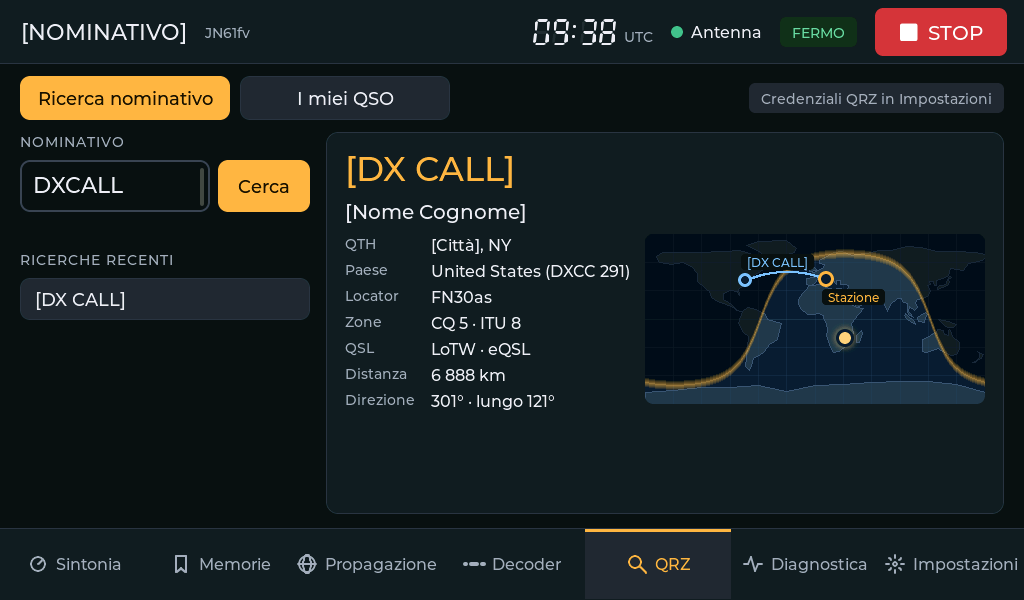 [NOMINATIVO] JN61fv 09:38 UTC Antenna FERMO STOP
Ricerca nominativo I miei QSO Credenziali QRZ in Impostazioni
NOMINATIVO
DXCALL Cerca
RICERCHE RECENTI
[DX CALL]
[DX CALL]
[Nome Cognome]
QTH [Città], NY
Paese United States (DXCC 291)
Locator FN30as
Zone CQ 5 · ITU 8
QSL LoTW · eQSL
Distanza 6 888 km
Direzione 301° · lungo 121°
[DX CALL]
Stazione
Sintonia Memorie Propagazione Decoder QRZ Diagnostica Impostazioni